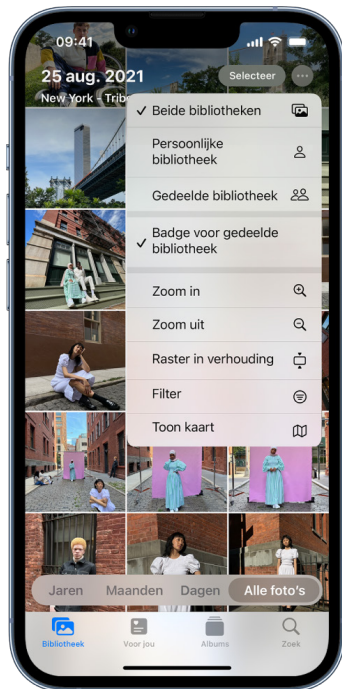 09:41
25 aug. 2021
Selecteer
New York - Trib
Beide bibliotheken
Persoonlijke
bibliotheek
Gedeelde bibliotheek
Badge voor gedeelde
bibliotheek
Zoom in
Zoom uit
Raster in verhouding
Filter
Toon kaart
Jaren Maanden Dagen Alle foto's
Bibliotheek Voor jou Albums Zoek